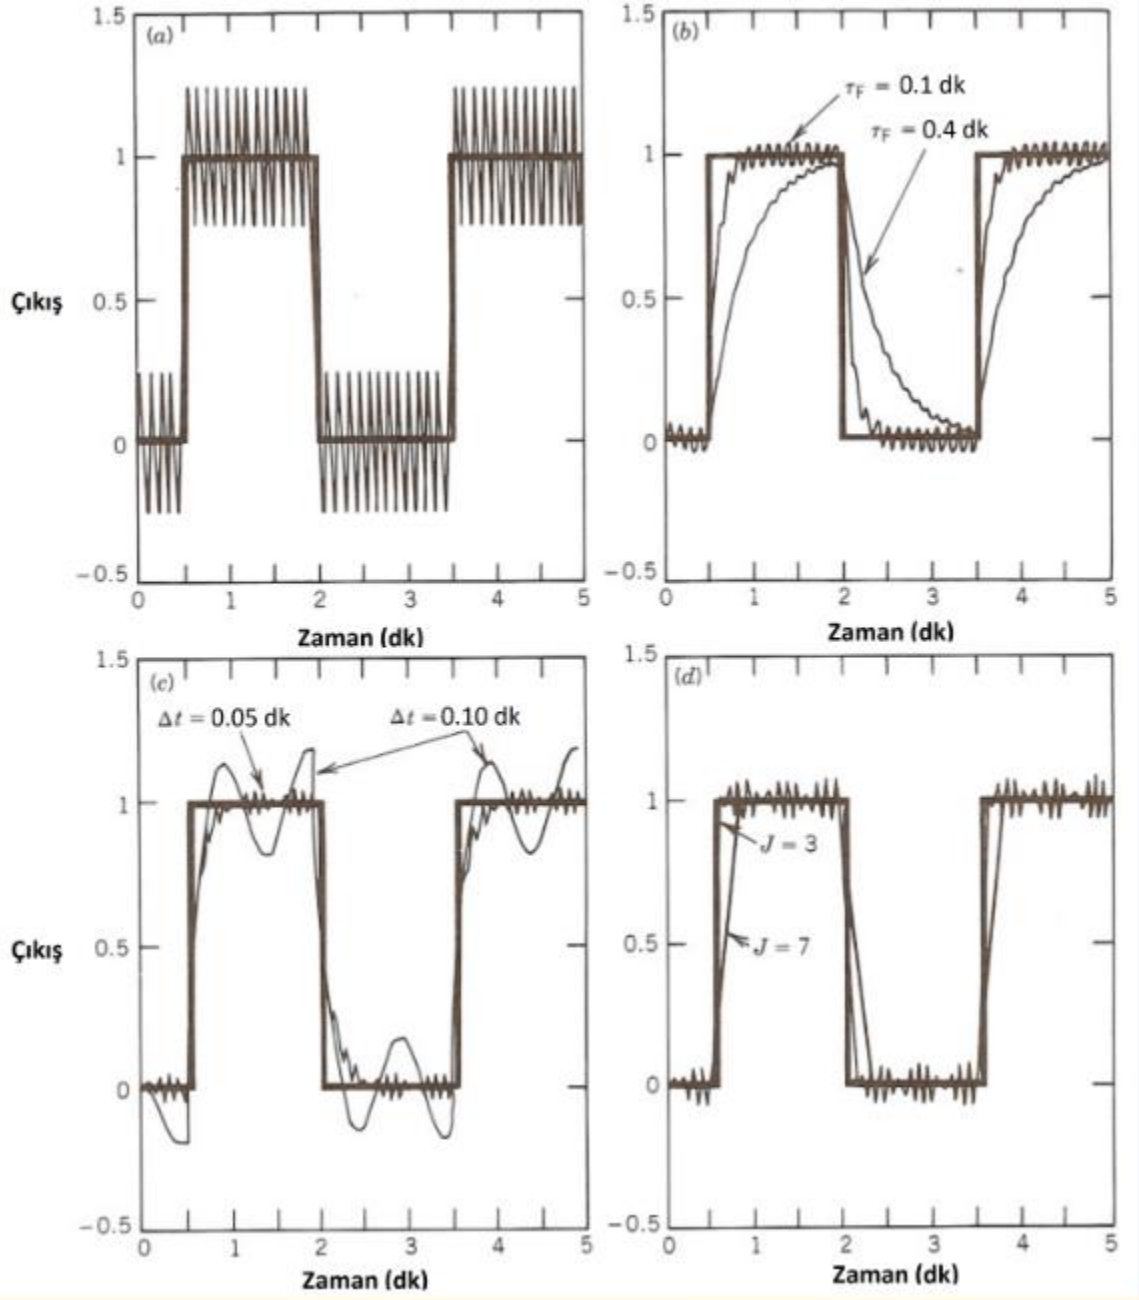 1.5
(a)
1
Çıkış
0.5
0
−0.5
0 1 2 3 4 5
Zaman (dk)
1.5
(b)
τF = 0.1 dk
τF = 0.4 dk
1
0.5
0
−0.5
0 1 2 3 4 5
Zaman (dk)
1.5
(c)
Δt = 0.05 dk
Δt = 0.10 dk
1
Çıkış
0.5
0
−0.5
0 1 2 3 4 5
Zaman (dk)
1.5
(d)
1
J = 3
0.5
J = 7
0
−0.5
0 1 2 3 4 5
Zaman (dk)